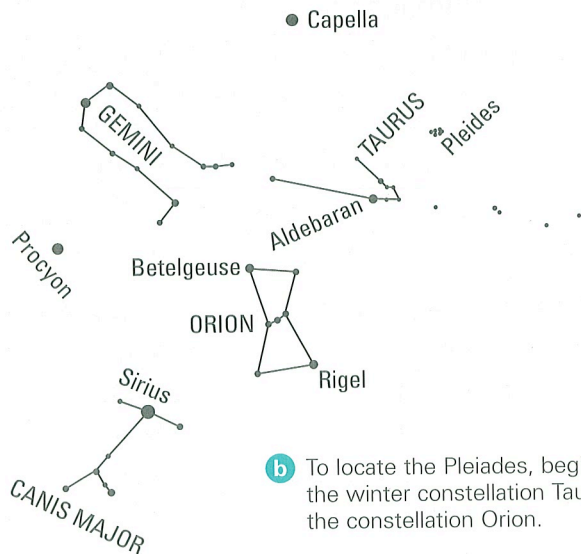 Capella
GEMINI
TAURUS
Pleides
Aldebaran
Procyon
Betelgeuse
ORION
Rigel
Sirius
CANIS MAJOR
b To locate the Pleiades, beg
the winter constellation Tau
the constellation Orion.